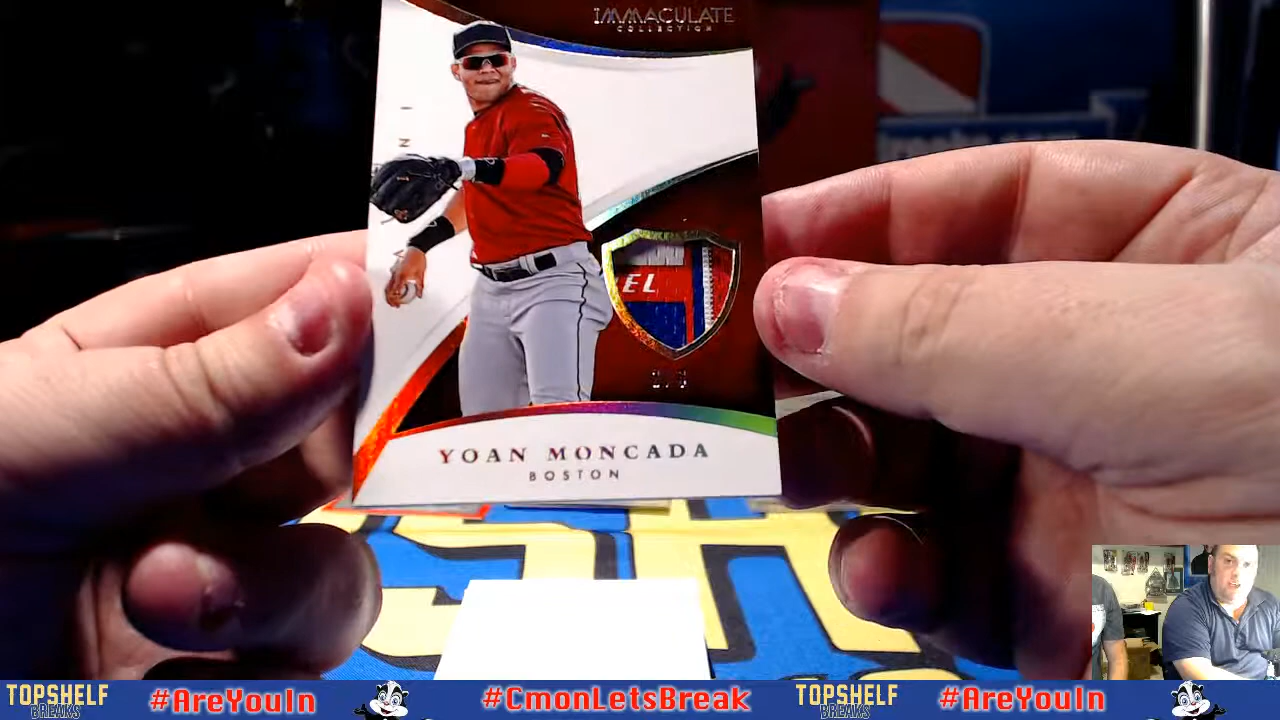 IMMACULATE
COLLECTION
EL
YOAN MONCADA
BOSTON
TOPSHELF
BREAKS
#AreYouIn
#CmonLetsBreak
TOPSHELF
BREAKS
#AreYouIn